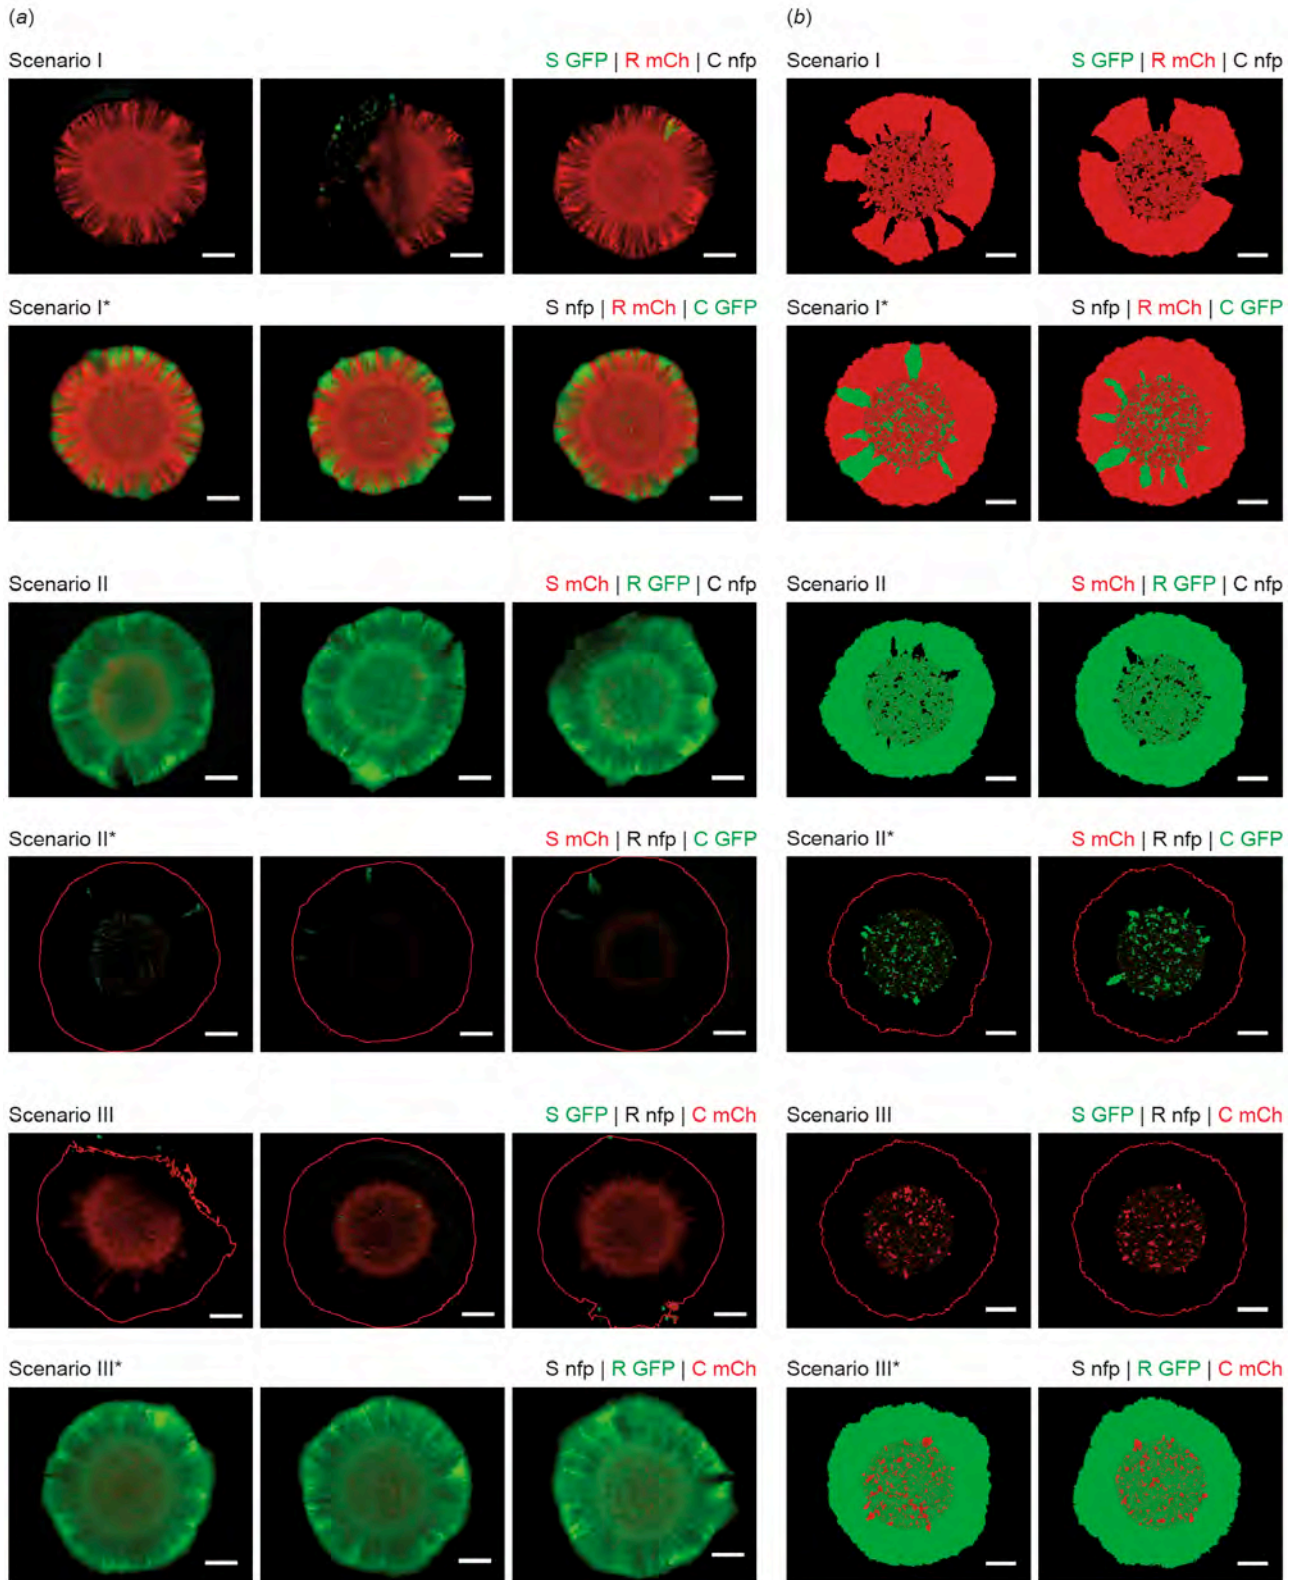 (a) (b)
Scenario I S GFP | R mCh | C nfp Scenario I S GFP | R mCh | C nfp
Scenario I* S nfp | R mCh | C GFP Scenario I* S nfp | R mCh | C GFP
Scenario II S mCh | R GFP | C nfp Scenario II S mCh | R GFP | C nfp
Scenario II* S mCh | R nfp | C GFP Scenario II* S mCh | R nfp | C GFP
Scenario III S GFP | R nfp | C mCh Scenario III S GFP | R nfp | C mCh
Scenario III* S nfp | R GFP | C mCh Scenario III* S nfp | R GFP | C mCh